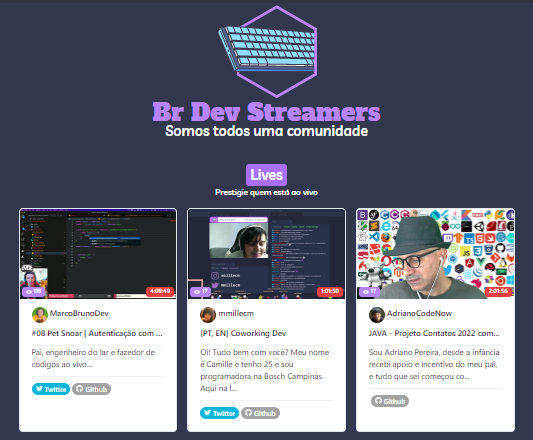 Br Dev Streamers
Somos todos uma comunidade
Lives
Prestigie quem está ao vivo
118
4:09:49
17
1:01:50
17
2:01:56
MarcoBrunoDev
#08 Pet Snoar | Autenticação com ...
Pai, engenheiro do lar e fazedor de
códigos ao vivo...
Twitter
Github
mmillecm
[PT, EN] Coworking Dev
Oi! Tudo bem com você? Meu nome
é Camille e tenho 25 e sou
programadora na Bosch Campinas.
Aqui na l...
Twitter
Github
AdrianoCodeNow
JAVA - Projeto Contatos 2022 com...
Sou Adriano Pereira, desde a infância
recebi apoio e incentivo do meu pai,
e tudo que sei começou co...
Github